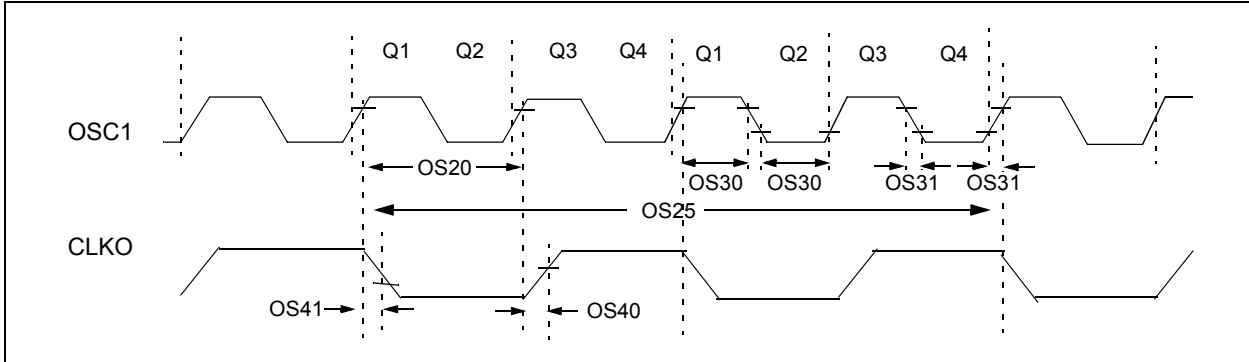 Q1 Q2 Q3 Q4 Q1 Q2 Q3 Q4
OSC1
OS20
OS30 OS30 OS31 OS31
OS25
CLKO
OS41 OS40